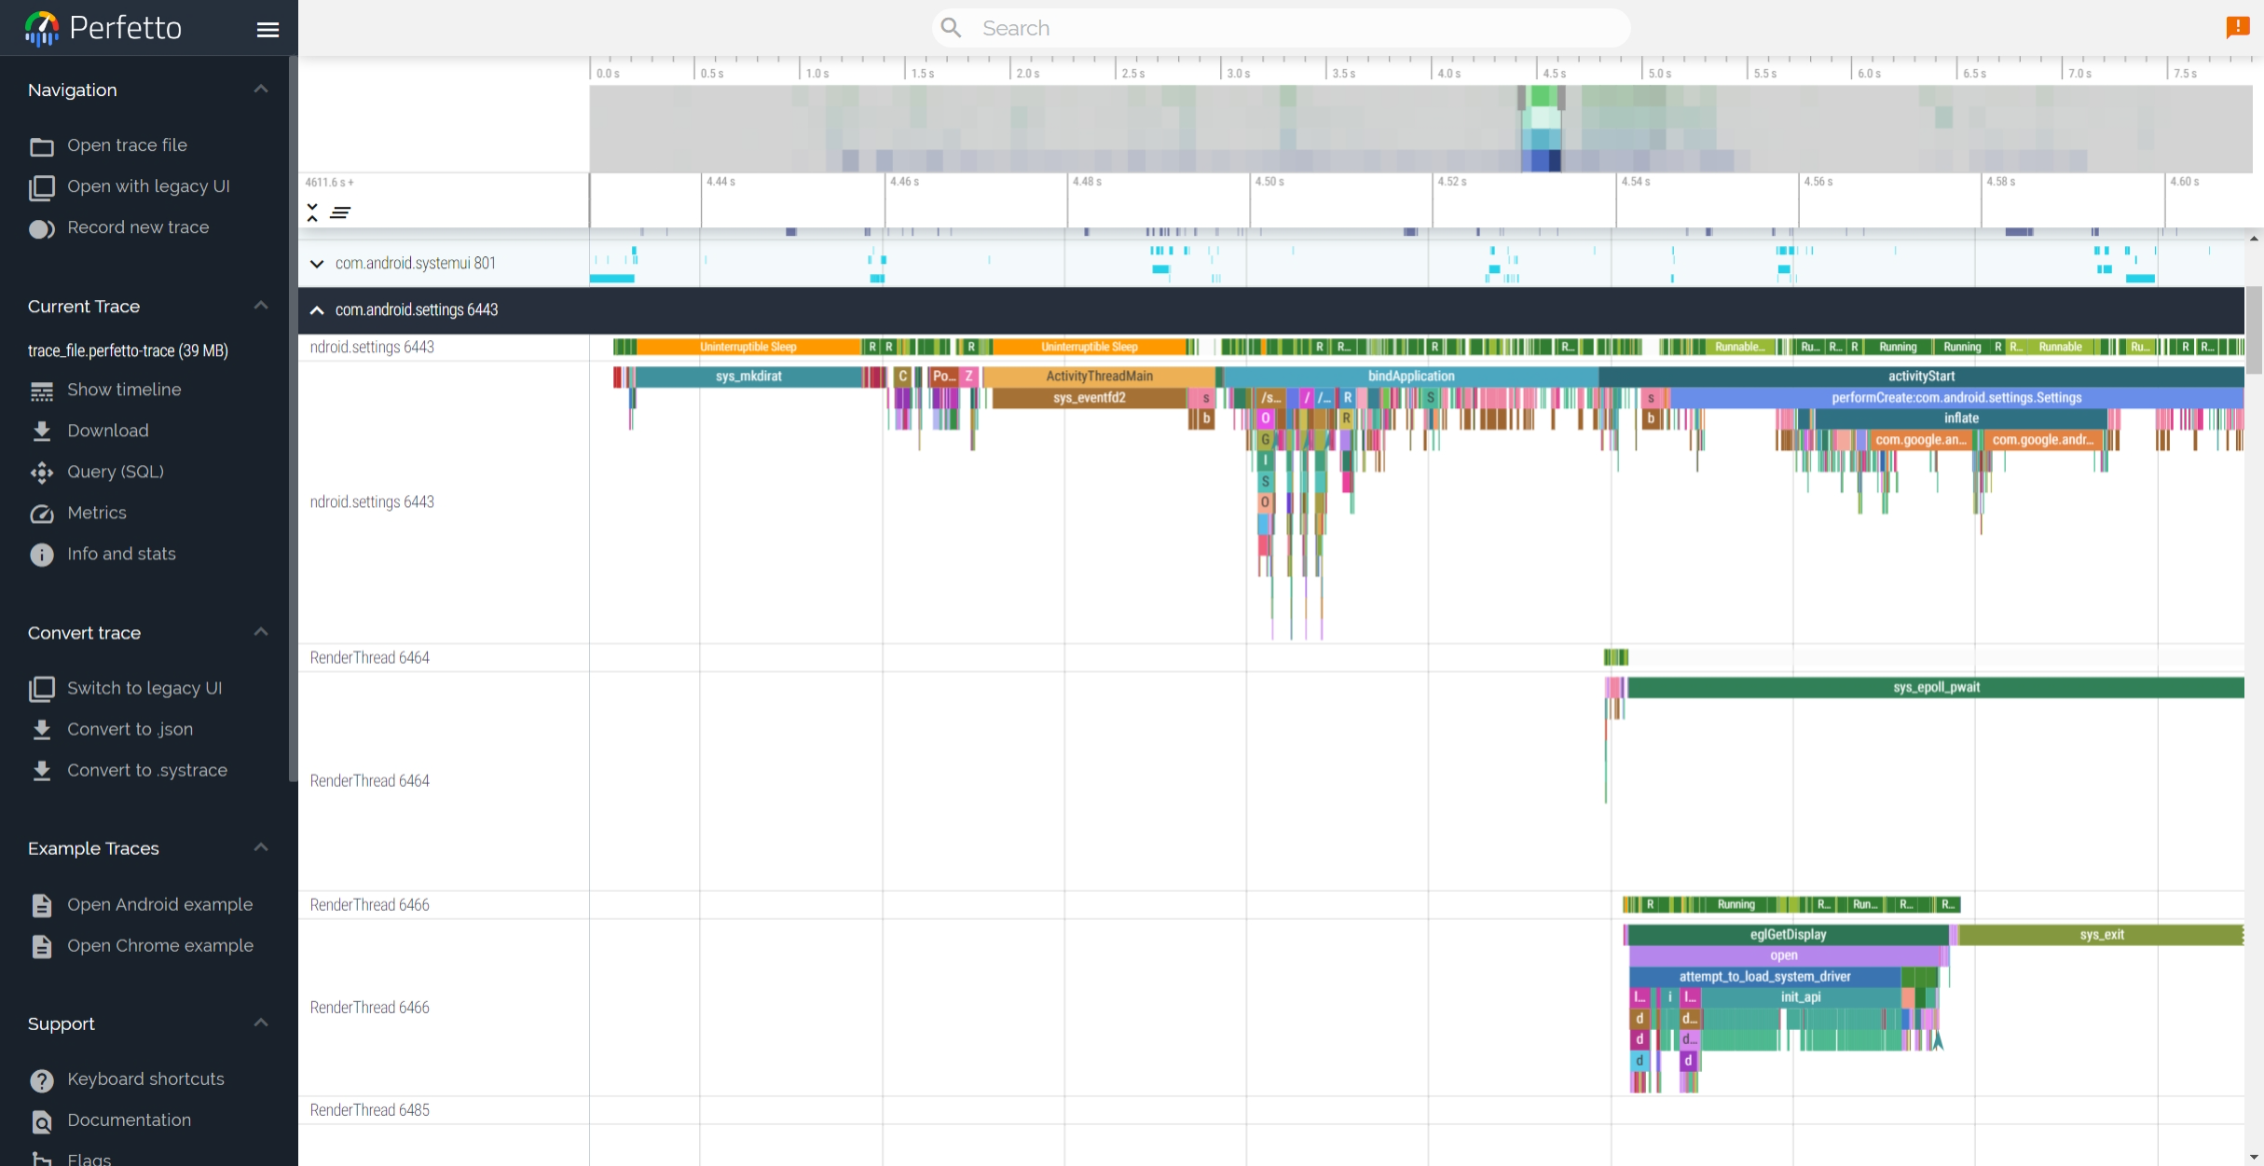 Perfetto
Search
Navigation
Open trace file
Open with legacy UI
Record new trace
Current Trace
trace_file.perfetto-trace (39 MB)
Show timeline
Download
Query (SQL)
Metrics
Info and stats
Convert trace
Switch to legacy UI
Convert to .json
Convert to .systrace
Example Traces
Open Android example
Open Chrome example
Support
Keyboard shortcuts
Documentation
Flags
0.0 s 0.5 s 1.0 s 1.5 s 2.0 s 2.5 s 3.0 s 3.5 s 4.0 s 4.5 s 5.0 s 5.5 s 6.0 s 6.5 s 7.0 s 7.5 s
4611.6 s + 4.44 s 4.46 s 4.48 s 4.50 s 4.52 s 4.54 s 4.56 s 4.58 s 4.60 s
com.android.systemui 801
com.android.settings 6443
ndroid.settings 6443 Uninterruptible Sleep R R R Uninterruptible Sleep R R... R R... Runnable... Ru... R... R Running Running R R... Runnable Ru... R R...
sys_mkdirat C Po... Z ActivityThreadMain bindApplication activityStart
sys_eventfd2 s /s... / /... R S s performCreate:com.android.settings.Settings
b O R b inflate
G com.google.an... com.google.andr...
I
S
ndroid.settings 6443 O
RenderThread 6464
sys_epoll_pwait
RenderThread 6464
RenderThread 6466 R Running R... Run... R... R...
eglGetDisplay sys_exit
open
attempt_to_load_system_driver
l... i l... init_api
RenderThread 6466
d d...
d d...
d d
RenderThread 6485